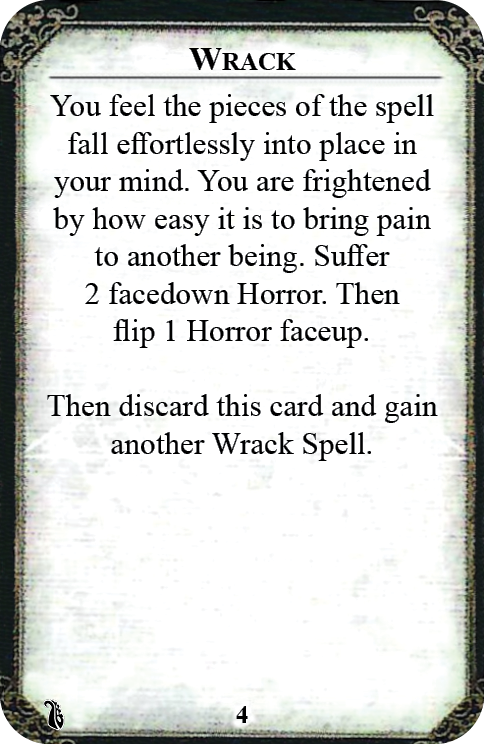 WRACK
You feel the pieces of the spell
fall effortlessly into place in
your mind. You are frightened
by how easy it is to bring pain
to another being. Suffer
2 facedown Horror. Then
flip 1 Horror faceup.
Then discard this card and gain
another Wrack Spell.
4